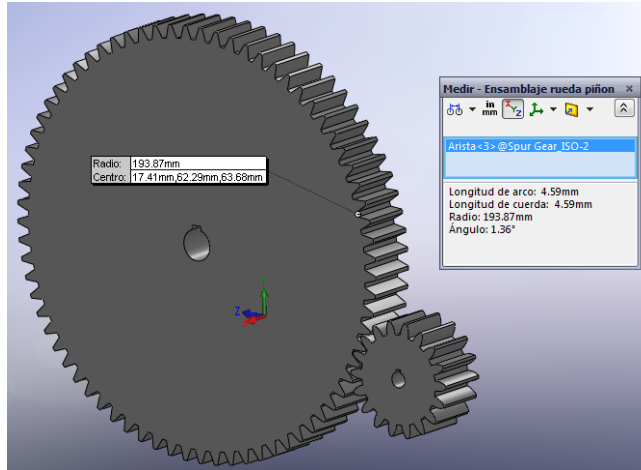 Medir - Ensamblaje rueda piñon
in
mm
X
Y
Z
Arista<3>@Spur Gear_ISO-2
Radio: 193.87mm
Centro: 17.41mm,62.29mm,63.68mm
Longitud de arco: 4.59mm
Longitud de cuerda: 4.59mm
Radio: 193.87mm
Ángulo: 1.36°
Z